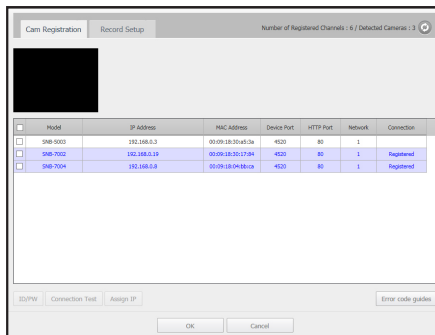 Cam Registration Record Setup Number of Registered Channels : 6 / Detected Cameras : 3
Model IP Address MAC Address Device Port HTTP Port Network Connection
SNB-5003 192.168.0.3 00:09:18:30:a5:3a 4520 80 1
SNB-7002 192.168.0.19 00:09:18:30:17:84 4520 80 1 Registered
SNB-7004 192.168.0.8 00:09:18:04:bb:ca 4520 80 1 Registered
ID/PW Connection Test Assign IP Error code guides
OK Cancel